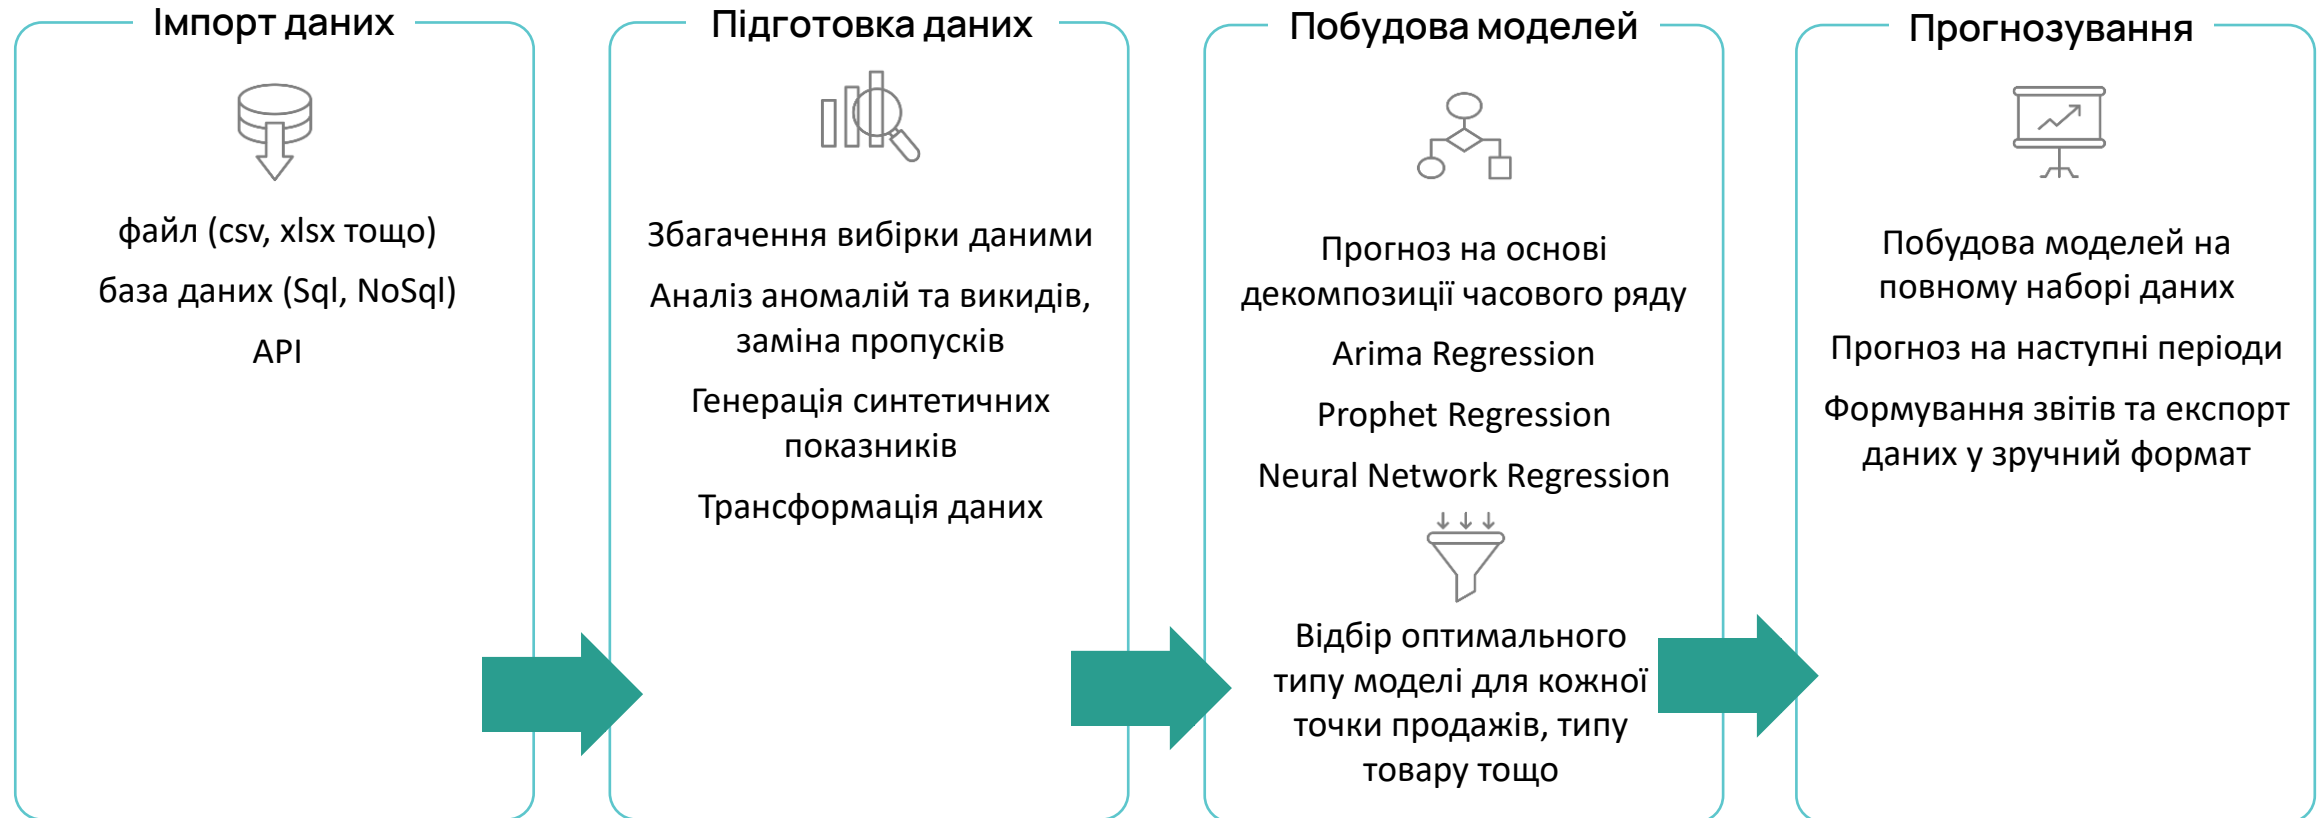 Імпорт даних
файл (csv, xlsx тощо)
база даних (Sql, NoSql)
API
Підготовка даних
Збагачення вибірки даними
Аналіз аномалій та викидів,
заміна пропусків
Генерація синтетичних
показників
Трансформація даних
Побудова моделей
Прогноз на основі
декомпозиції часового ряду
Arima Regression
Prophet Regression
Neural Network Regression
Відбір оптимального
типу моделі для кожної
точки продажів, типу
товару тощо
Прогнозування
Побудова моделей на
повному наборі даних
Прогноз на наступні періоди
Формування звітів та експорт
даних у зручний формат